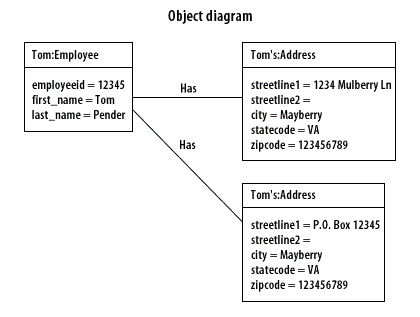 Object diagram
Tom:Employee
employeeid = 12345
first_name = Tom
last_name = Pender
Has
Has
Tom's:Address
streetline1 = 1234 Mulberry Ln
streetline2 =
city = Mayberry
statecode = VA
zipcode = 123456789
Tom's:Address
streetline1 = P.O. Box 12345
streetline2 =
city = Mayberry
statecode = VA
zipcode = 123456789